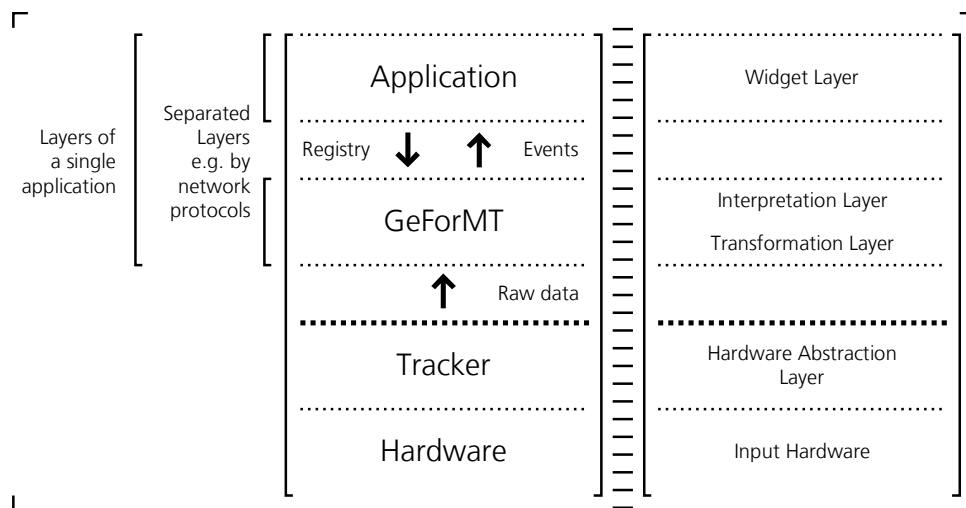 Layers of
a single
application
Separated
Layers
e.g. by
network
protocols
Application
Registry
Events
GeForMT
Raw data
Tracker
Hardware
Widget Layer
Interpretation Layer
Transformation Layer
Hardware Abstraction
Layer
Input Hardware